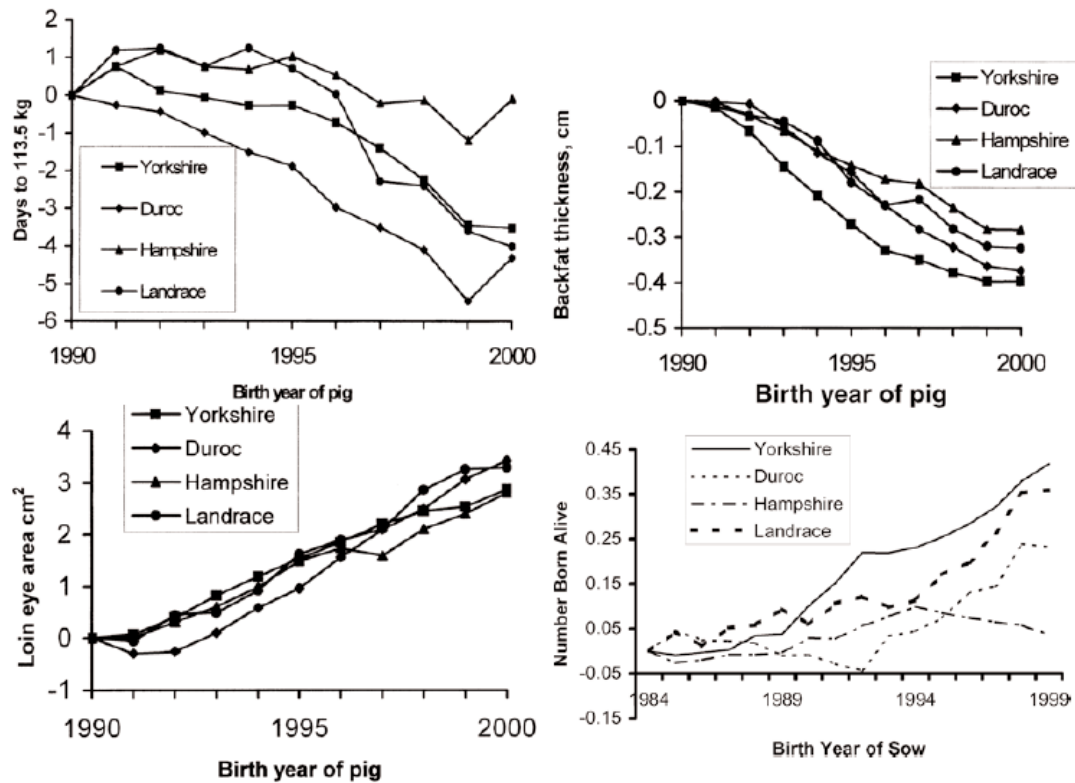 2
1
0
-1
-2
-3
-4
-5
-6
Days to 113.5 kg
Yorkshire
Duroc
Hampshire
Landrace
1990
1995
2000
Birth year of pig
0
-0.1
-0.2
-0.3
-0.4
-0.5
Backfat thickness, cm
Yorkshire
Duroc
Hampshire
Landrace
1990
1995
2000
Birth year of pig
4
3
2
1
0
-1
Loin eye area cm²
Yorkshire
Duroc
Hampshire
Landrace
1990
1995
2000
Birth year of pig
0.45
0.35
0.25
0.15
0.05
-0.05
-0.15
Number Born Alive
Yorkshire
Duroc
Hampshire
Landrace
1984
1989
1994
1999
Birth Year of Sow